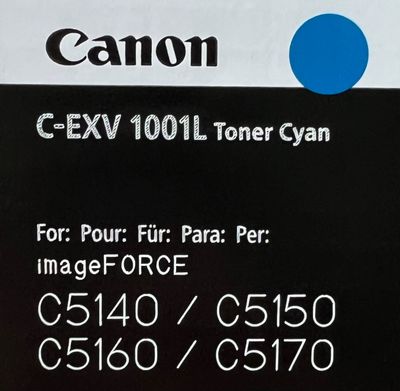 Canon
C-EXV 1001L Toner Cyan
For: Pour: Für: Para: Per:
imageFORCE
C5140 / C5150
C5160 / C5170